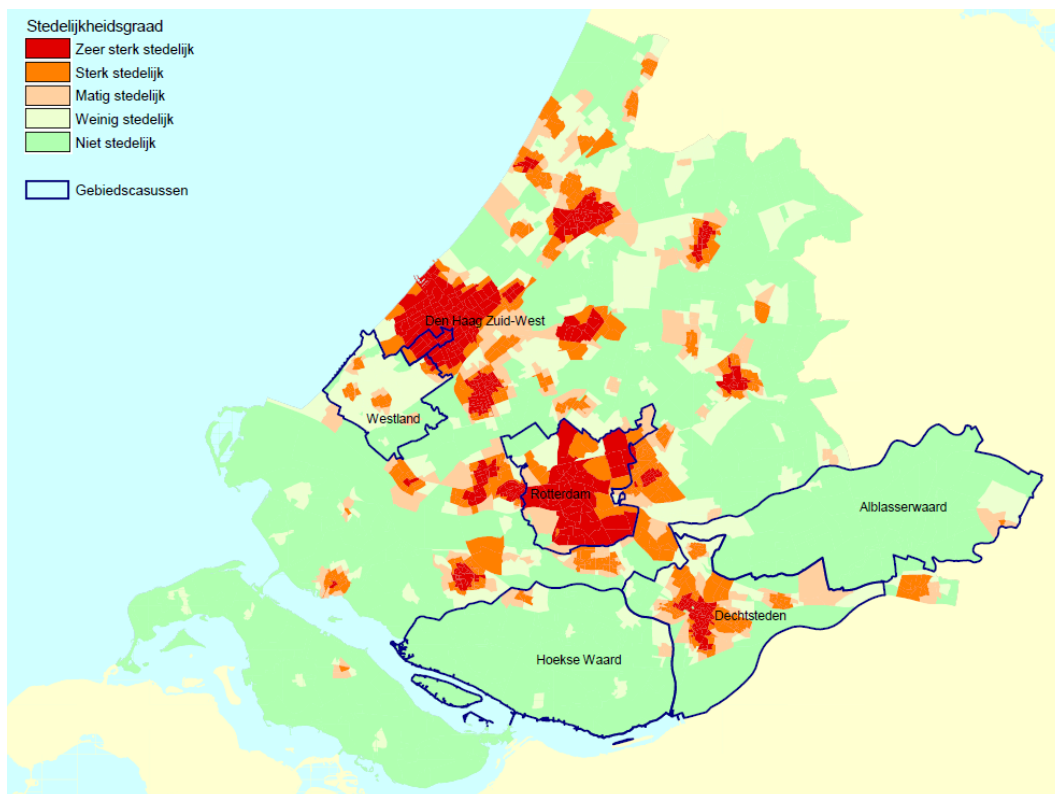 Stedelijkheidsgraad
Zeer sterk stedelijk
Sterk stedelijk
Matig stedelijk
Weinig stedelijk
Niet stedelijk
Gebiedscasussen
Den Haag Zuid-West
Westland
Rotterdam
Alblasserwaard
Dechtsteden
Hoekse Waard